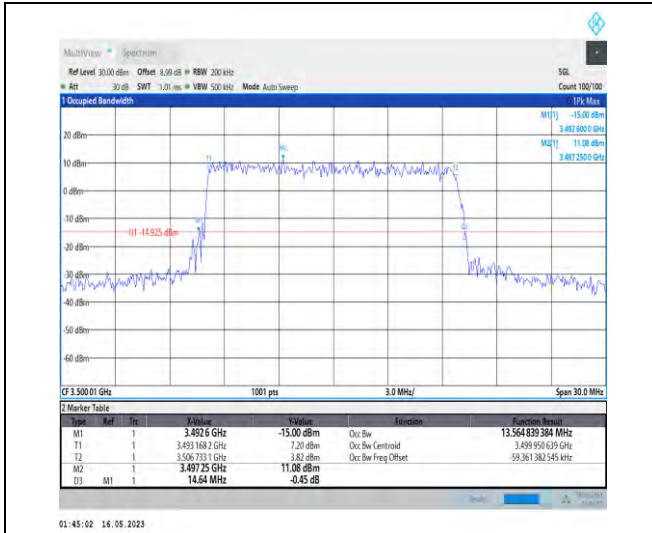 MultiView Spectrum
Ref Level 30.00 dBm Offset 8.99 dB RBW 200 kHz SGL
Att 30 dB SWT 1.01 ms VBW 500 kHz Mode Auto Sweep Count 100/100
1 Occupied Bandwidth 1Pk Max
M1[1] -15.00 dBm
3.492 600 0 GHz
M2[1] 11.08 dBm
3.497 250 0 GHz
20 dBm
M2
T1
T2
10 dBm
0 dBm
-10 dBm
M1
D3
H1 -14.925 dBm
-30 dBm
-40 dBm
-50 dBm
-60 dBm
CF 3.500 01 GHz 1001 pts 3.0 MHz/ Span 30.0 MHz
2 Marker Table
Type Ref Trc X-Value Y-Value Function Function Result
M1 1 3.492 6 GHz -15.00 dBm Occ Bw 13.564 839 384 MHz
T1 1 3.493 168 2 GHz 7.20 dBm Occ Bw Centroid 3.499 950 639 GHz
T2 1 3.506 733 1 GHz 3.82 dBm Occ Bw Freq Offset -59.361 382 545 kHz
M2 1 3.497 25 GHz 11.08 dBm
D3 M1 1 14.64 MHz -0.45 dB
01:45:02 16.05.2023